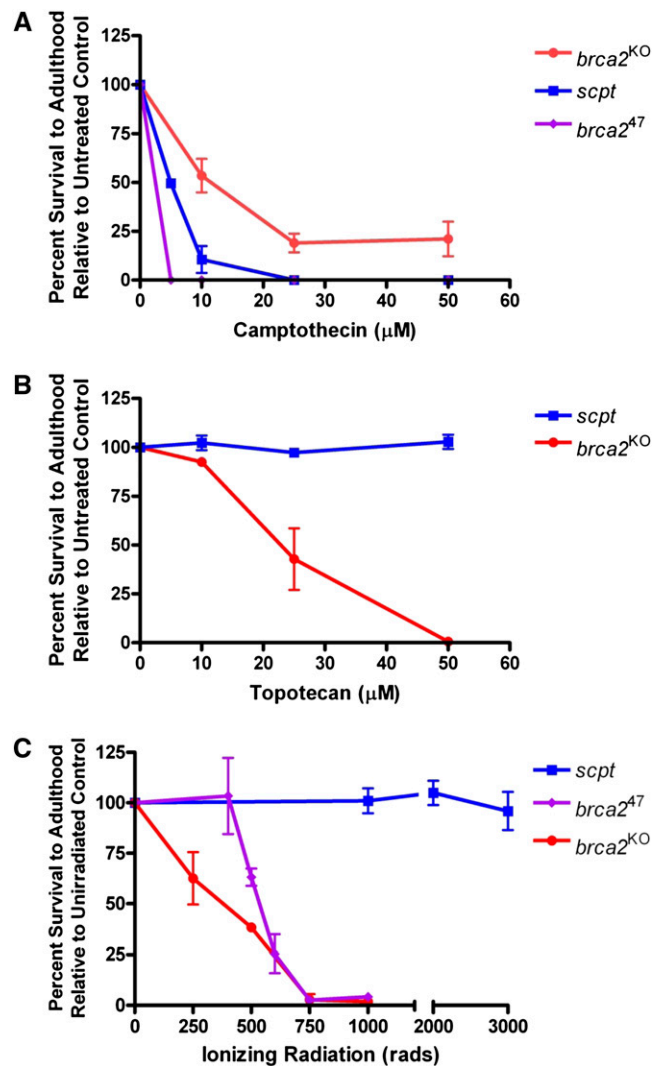 A
Percent Survival to Adulthood
Relative to Untreated Control
125
100
75
50
25
0
0 10 20 30 40 50 60
Camptothecin (μM)
brca2KO
scpt
brca247
B
Percent Survival to Adulthood
Relative to Untreated Control
125
100
75
50
25
0
0 10 20 30 40 50 60
Topotecan (μM)
scpt
brca2KO
C
Percent Survival to Adulthood
Relative to Unirradiated Control
125
100
75
50
25
0
0 250 500 750 1000 2000 3000
Ionizing Radiation (rads)
scpt
brca247
brca2KO